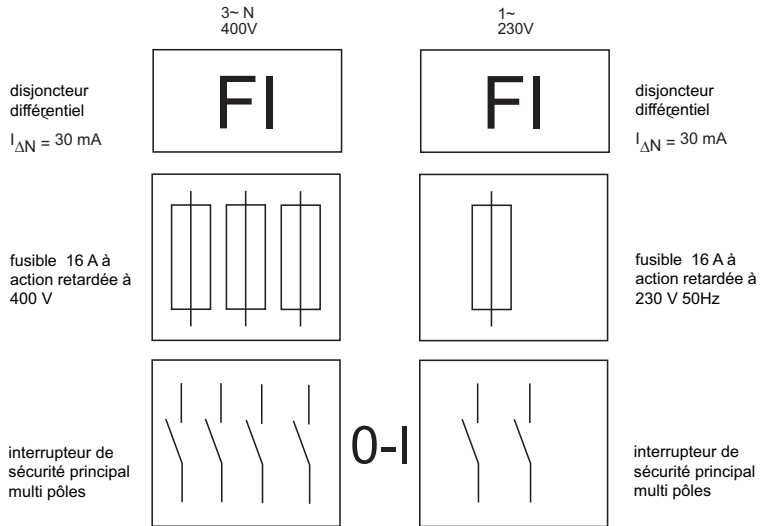 3~ N
400V
1~
230V
disjoncteur
différentiel
I ΔN = 30 mA
FI
FI
disjoncteur
différentiel
I ΔN = 30 mA
fusible 16 A à
action retardée à
400 V
fusible 16 A à
action retardée à
230 V 50Hz
interrupteur de
sécurité principal
multi pôles
0-I
interrupteur de
sécurité principal
multi pôles